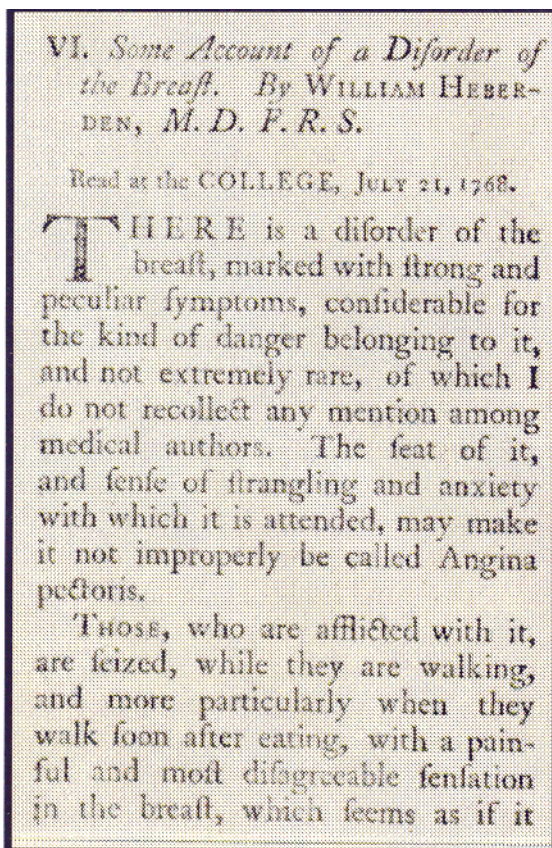 VI. Some Account of a Diſorder of
the Breaſt. By WILLIAM HEBER-
DEN, M. D. F. R. S.
Read at the COLLEGE, JULY 21, 1768.
THERE is a diſorder of the
breaſt, marked with ſtrong and
peculiar ſymptoms, conſiderable for
the kind of danger belonging to it,
and not extremely rare, of which I
do not recollect any mention among
medical authors. The ſeat of it,
and ſenſe of ſtrangling and anxiety
with which it is attended, may make
it not improperly be called Angina
pectoris.
THOSE, who are afflicted with it,
are ſeized, while they are walking,
and more particularly when they
walk ſoon after eating, with a pain-
ful and moſt diſagreeable ſenſation
in the breaſt, which ſeems as if it